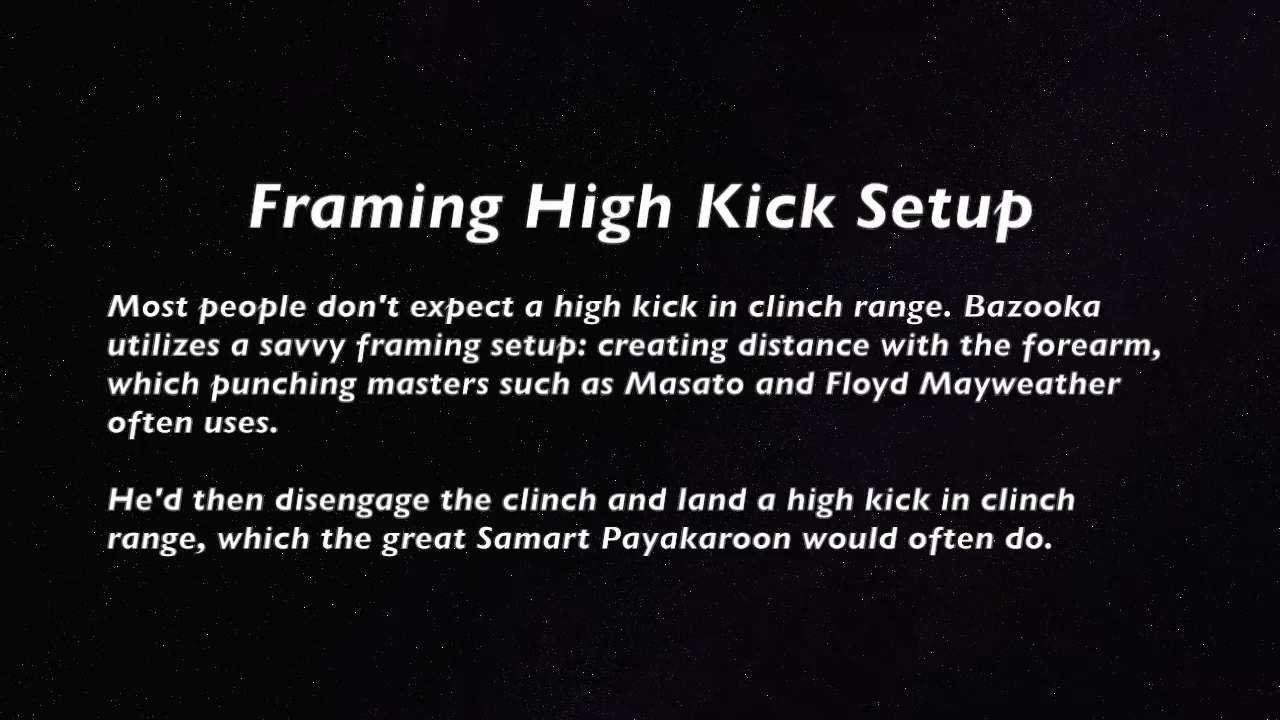 Framing High Kick Setup
Most people don't expect a high kick in clinch range. Bazooka
utilizes a savvy framing setup: creating distance with the forearm,
which punching masters such as Masato and Floyd Mayweather
often uses.
He'd then disengage the clinch and land a high kick in clinch
range, which the great Samart Payakaroon would often do.